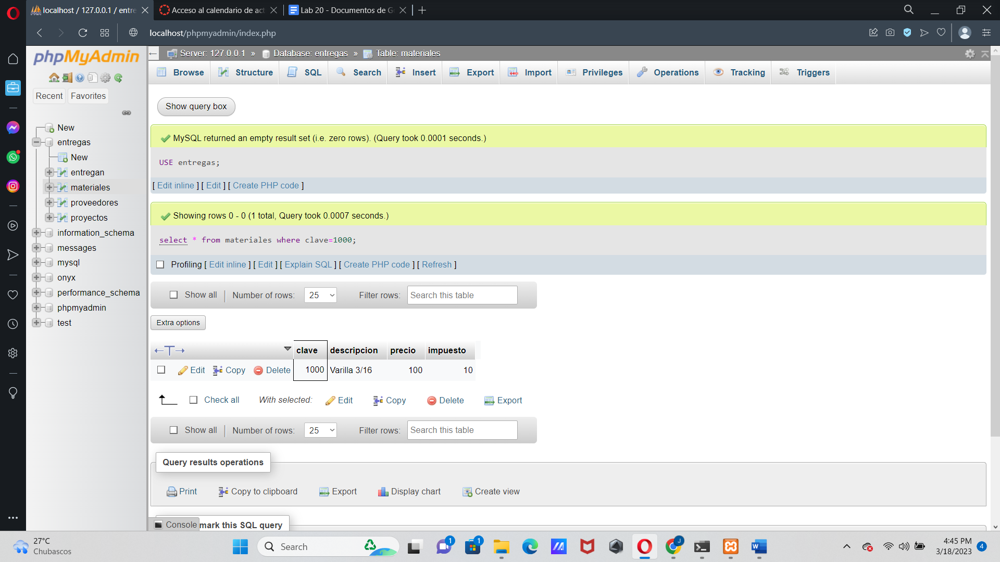 localhost / 127.0.0.1 / entre
Acceso al calendario de act
Lab 20 - Documentos de G
localhost/phpmyadmin/index.php
phpMyAdmin
Recent
Favorites
New
entregas
New
entregan
materiales
proveedores
proyectos
information_schema
messages
mysql
onyx
performance_schema
phpmyadmin
test
Server: 127.0.0.1 » Database: entregas » Table: materiales
Browse Structure SQL Search Insert Export Import Privileges Operations Tracking Triggers
Show query box
MySQL returned an empty result set (i.e. zero rows). (Query took 0.0001 seconds.)
USE entregas;
[ Edit inline ] [ Edit ] [ Create PHP code ]
Showing rows 0 - 0 (1 total, Query took 0.0007 seconds.)
select * from materiales where clave=1000;
Profiling [ Edit inline ] [ Edit ] [ Explain SQL ] [ Create PHP code ] [ Refresh ]
Show all | Number of rows: 25 Filter rows: Search this table
Extra options
clave descripcion precio impuesto
Edit Copy Delete 1000 Varilla 3/16 100 10
Check all With selected: Edit Copy Delete Export
Show all | Number of rows: 25 Filter rows: Search this table
Query results operations
Print Copy to clipboard Export Display chart Create view
Console mark this SQL query
27°C
Chubascos
Search
1
1
J
4:45 PM
3/18/2023
4